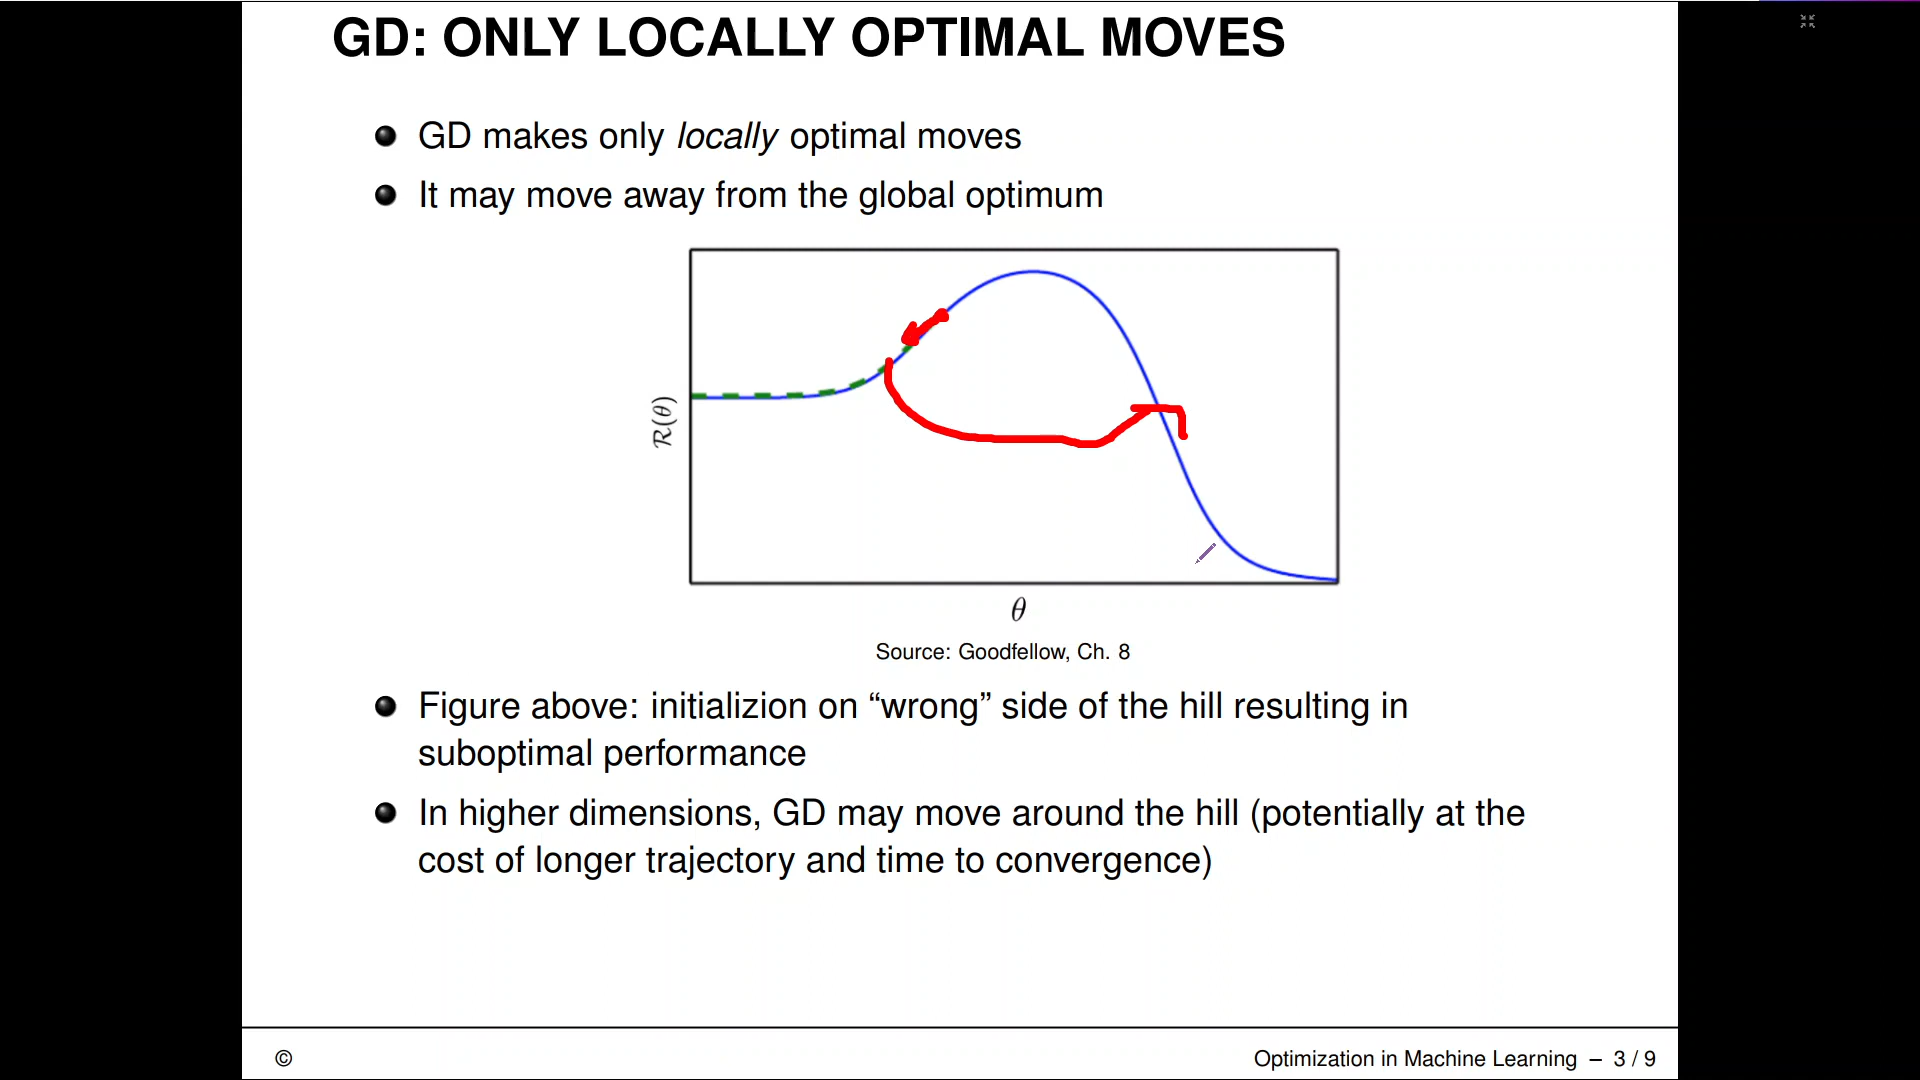 GD: ONLY LOCALLY OPTIMAL MOVES
GD makes only locally optimal moves
It may move away from the global optimum
R(θ)
θ
Source: Goodfellow, Ch. 8
Figure above: initializion on “wrong” side of the hill resulting in
suboptimal performance
In higher dimensions, GD may move around the hill (potentially at the
cost of longer trajectory and time to convergence)
©
Optimization in Machine Learning – 3 / 9